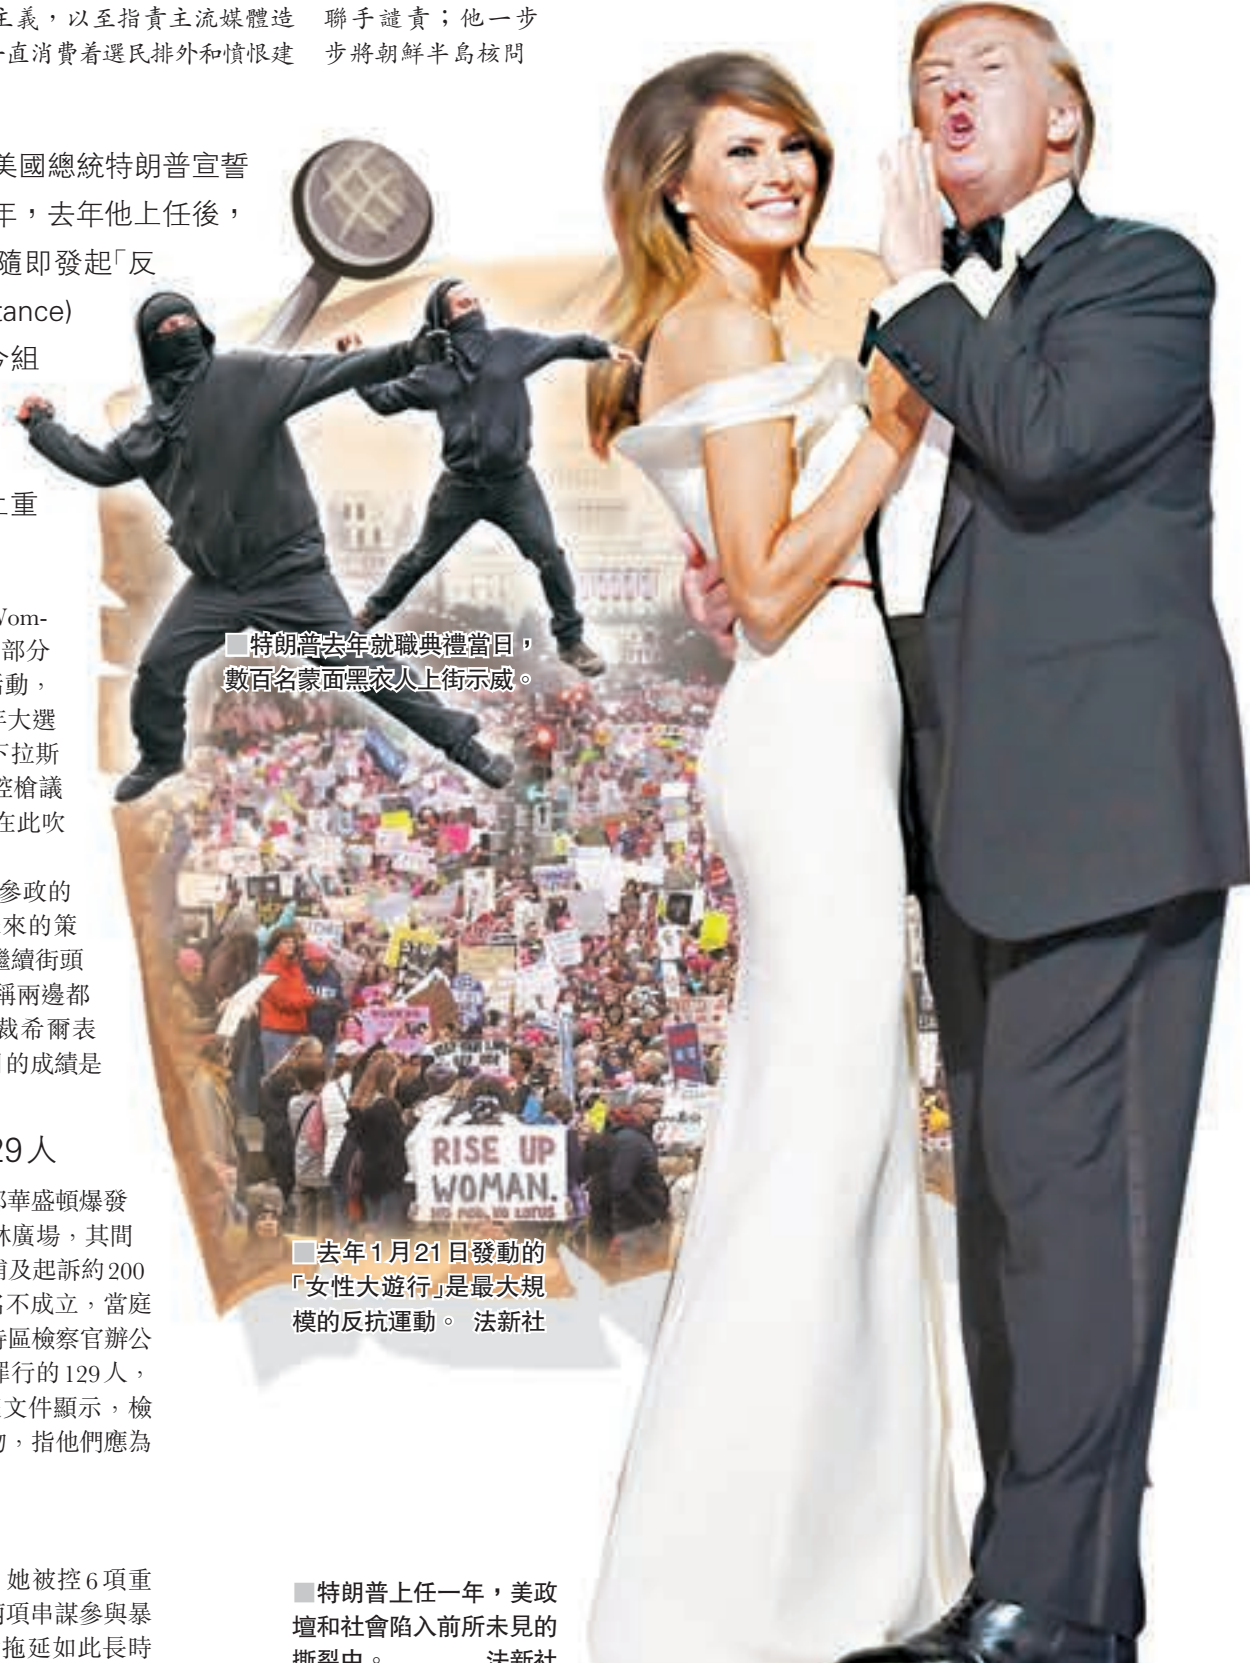 主義，以至指責主流媒體造
一直消費着選民排外和憤恨建
聯手譴責；他一步
步將朝鮮半島核問
美國總統特朗普宣誓
年，去年他上任後，
隨即發起「反
tance)
今組
上重
Wom-
部分
活動，
年大選
下拉斯
控槍議
在此吹
參政的
來的策
繼續街頭
稱兩邊都
裁希爾表
的成績是
29人
都華盛頓爆發
林廣場，其間
捕及起訴約200
名不成立，當庭
特區檢察官辦公
罪行的129人，
文件顯示，檢
，指他們應為
她被控6項重
兩項串謀參與暴
拖延如此長時
■特朗普去年就職典禮當日，
數百名蒙面黑衣人上街示威。
RISE UP
WOMAN.
■去年1月21日發動的
「女性大遊行」是最大規
模的反抗運動。 法新社
■特朗普上任一年，美政
壇和社會陷入前所未見的
撕裂中。 法新社